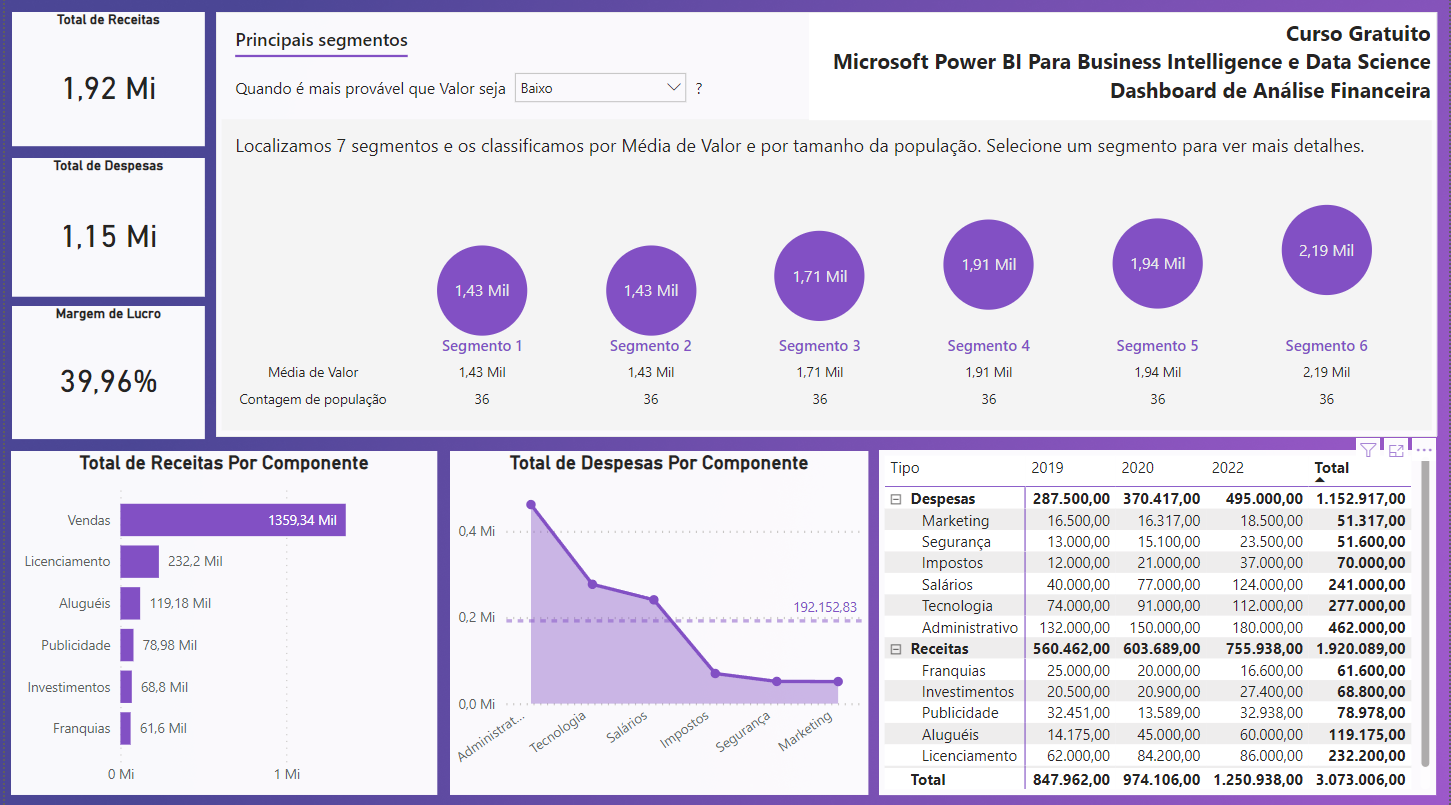 Total de Receitas
1,92 Mi
Total de Despesas
1,15 Mi
Margem de Lucro
39,96%
Principais segmentos
Quando é mais provável que Valor seja Baixo ?
Curso Gratuito
Microsoft Power BI Para Business Intelligence e Data Science
Dashboard de Análise Financeira
Localizamos 7 segmentos e os classificamos por Média de Valor e por tamanho da população. Selecione um segmento para ver mais detalhes.
1,43 Mil 1,43 Mil 1,71 Mil 1,91 Mil 1,94 Mil 2,19 Mil
Segmento 1 Segmento 2 Segmento 3 Segmento 4 Segmento 5 Segmento 6
Média de Valor 1,43 Mil 1,43 Mil 1,71 Mil 1,91 Mil 1,94 Mil 2,19 Mil
Contagem de população 36 36 36 36 36 36
Total de Receitas Por Componente
Vendas 1359,34 Mil
Licenciamento 232,2 Mil
Aluguéis 119,18 Mil
Publicidade 78,98 Mil
Investimentos 68,8 Mil
Franquias 61,6 Mil
0 Mi 1 Mi
Total de Despesas Por Componente
0,4 Mi
192.152,83
0,2 Mi
0,0 Mi
Administrat... Tecnologia Salários Impostos Segurança Marketing
Tipo 2019 2020 2022 Total
Despesas 287.500,00 370.417,00 495.000,00 1.152.917,00
Marketing 16.500,00 16.317,00 18.500,00 51.317,00
Segurança 13.000,00 15.100,00 23.500,00 51.600,00
Impostos 12.000,00 21.000,00 37.000,00 70.000,00
Salários 40.000,00 77.000,00 124.000,00 241.000,00
Tecnologia 74.000,00 91.000,00 112.000,00 277.000,00
Administrativo 132.000,00 150.000,00 180.000,00 462.000,00
Receitas 560.462,00 603.689,00 755.938,00 1.920.089,00
Franquias 25.000,00 20.000,00 16.600,00 61.600,00
Investimentos 20.500,00 20.900,00 27.400,00 68.800,00
Publicidade 32.451,00 13.589,00 32.938,00 78.978,00
Aluguéis 14.175,00 45.000,00 60.000,00 119.175,00
Licenciamento 62.000,00 84.200,00 86.000,00 232.200,00
Total 847.962,00 974.106,00 1.250.938,00 3.073.006,00